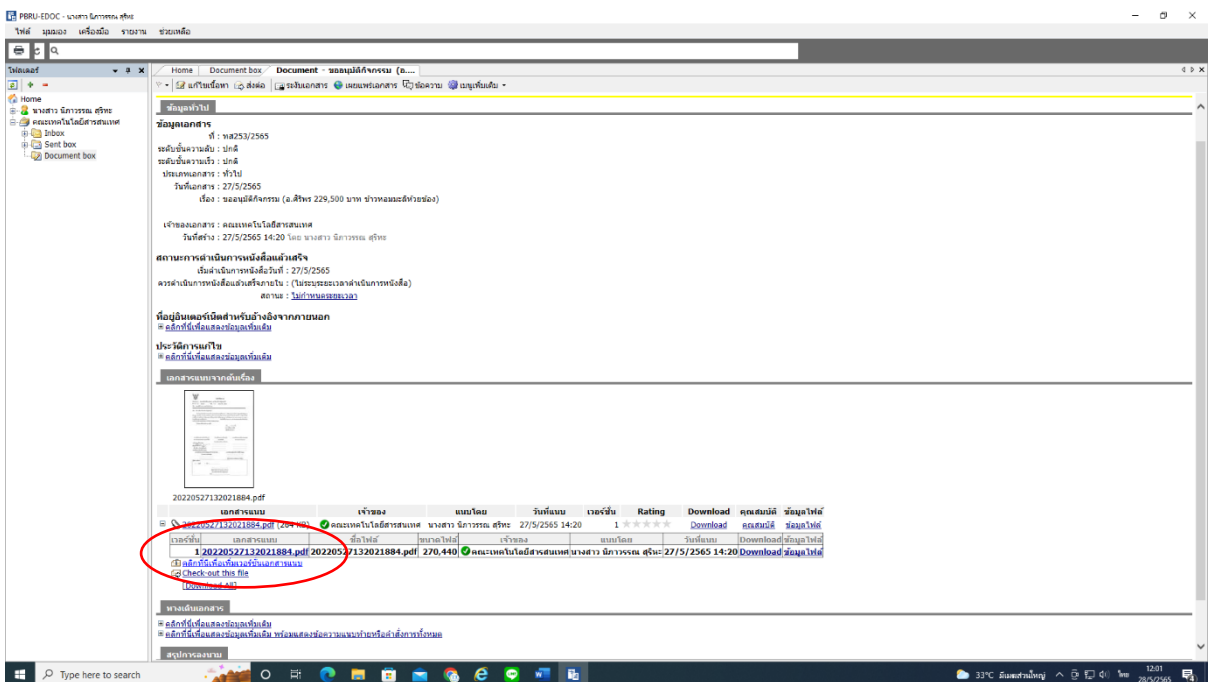 PBRU-EDOC - นางสาว นิภาวรรณ สุริทะ
ไฟล์ มุมมอง เครื่องมือ รายงาน ช่วยเหลือ
โฟลเดอร์
Home Document box Document - ขออนุมัติกิจกรรม (อ....
แก้ไขเนื้อหา ส่งต่อ ระงับเอกสาร เผยแพร่เอกสาร ข้อความ เมนูเพิ่มเติม
Home
นางสาว นิภาวรรณ สุริทะ
คณะเทคโนโลยีสารสนเทศ
Inbox
Sent box
Document box
ข้อมูลทั่วไป
ข้อมูลเอกสาร
ที่ : ทส253/2565
ระดับชั้นความลับ : ปกติ
ระดับชั้นความเร็ว : ปกติ
ประเภทเอกสาร : ทั่วไป
วันที่เอกสาร : 27/5/2565
เรื่อง : ขออนุมัติกิจกรรม (อ.ศิริพร 229,500 บาท ข้าวหอมมะลิห้วยช่อง)
เจ้าของเอกสาร : คณะเทคโนโลยีสารสนเทศ
วันที่สร้าง : 27/5/2565 14:20 โดย นางสาว นิภาวรรณ สุริทะ
สถานะการดำเนินการหนังสือแล้วเสร็จ
เริ่มดำเนินการหนังสือวันที่ : 27/5/2565
ควรดำเนินการหนังสือแล้วเสร็จภายใน : (ไม่ระบุระยะเวลาดำเนินการหนังสือ)
สถานะ : ไม่กำหนดระยะเวลา
ที่อยู่อินเตอร์เน็ตสำหรับอ้างอิงจากภายนอก
คลิกที่นี่เพื่อแสดงข้อมูลเพิ่มเติม
ประวัติการแก้ไข
คลิกที่นี่เพื่อแสดงข้อมูลเพิ่มเติม
เอกสารแนบจากต้นเรื่อง
20220527132021884.pdf
เอกสารแนบ เจ้าของ แนบโดย วันที่แนบ เวอร์ชั่น Rating Download คุณสมบัติ ข้อมูลไฟล์
20220527132021884.pdf (264 KB) คณะเทคโนโลยีสารสนเทศ นางสาว นิภาวรรณ สุริทะ 27/5/2565 14:20 1 Download คุณสมบัติ ข้อมูลไฟล์
เวอร์ชั่น เอกสารแนบ ชื่อไฟล์ ขนาดไฟล์ เจ้าของ แนบโดย วันที่แนบ Download ข้อมูลไฟล์
1 20220527132021884.pdf 20220527132021884.pdf 270,440 คณะเทคโนโลยีสารสนเทศ นางสาว นิภาวรรณ สุริทะ 27/5/2565 14:20 Download ข้อมูลไฟล์
คลิกที่นี่เพื่อเพิ่มเวอร์ชั่นเอกสารแนบ
Check-out this file
[Download All]
ทางเดินเอกสาร
คลิกที่นี่เพื่อแสดงข้อมูลเพิ่มเติม
คลิกที่นี่เพื่อแสดงข้อมูลเพิ่มเติม พร้อมแสดงข้อความแนบท้ายหรือคำสั่งการทั้งหมด
สรุปการลงนาม
Type here to search
33°C มีเมฆส่วนใหญ่
ไทย
12:01
28/5/2565